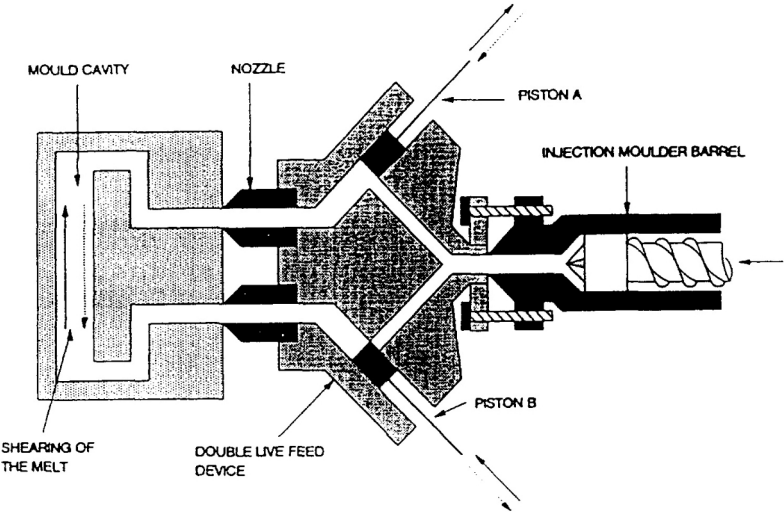 MOULD CAVITY
NOZZLE
PISTON A
INJECTION MOULDER BARREL
PISTON B
SHEARING OF
THE MELT
DOUBLE LIVE FEED
DEVICE